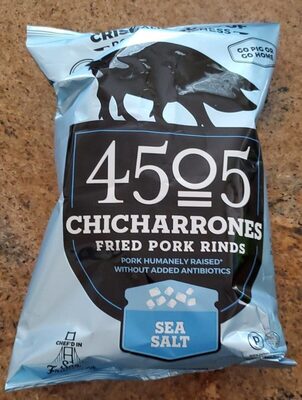 GO PIG OR
GO HOME
4505
CHICHARRONES
FRIED PORK RINDS
PORK HUMANELY RAISED*
WITHOUT ADDED ANTIBIOTICS
SEA
SALT
CHEF'D IN